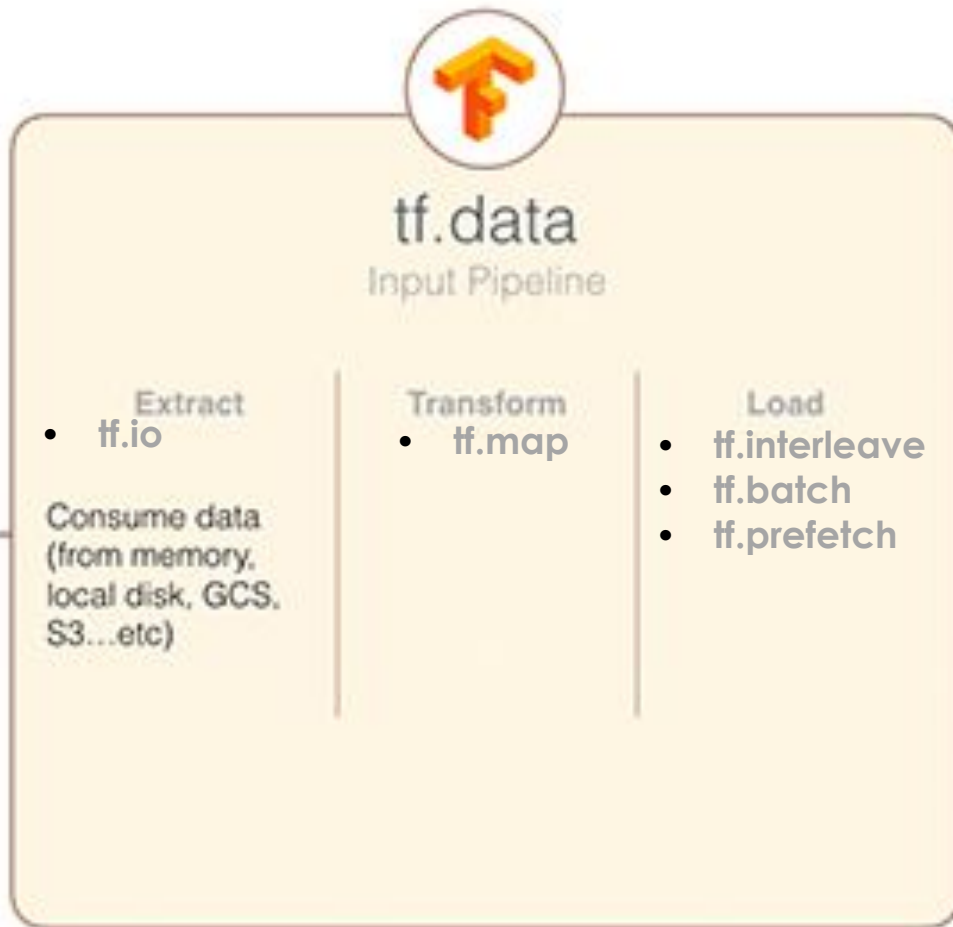 tf.data
Input Pipeline
Extract
• tf.io
Consume data
(from memory,
local disk, GCS,
S3...etc)
Transform
• tf.map
Load
• tf.interleave
• tf.batch
• tf.prefetch